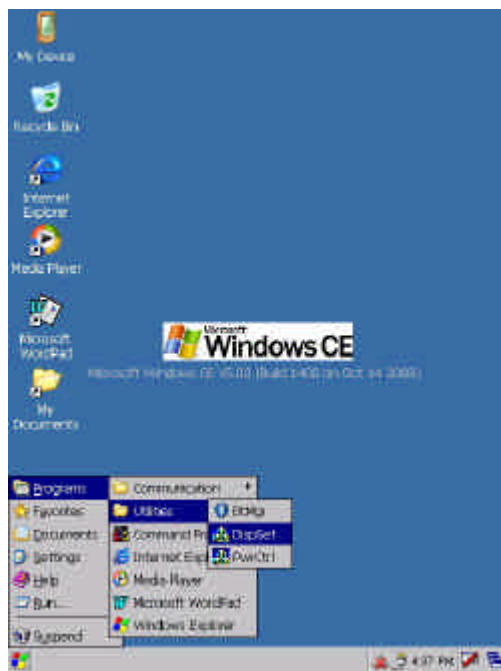 My Device
Recycle Bin
Internet
Explorer
Media Player
Microsoft
WordPad
My
Documents
Microsoft
Windows CE
Microsoft Windows CE V5.00 (Build 1400 on Oct
Programs
Favorites
Documents
Settings
Help
Run...
Suspend
Communication
Utilities
Command Pr
Internet Expl
Media Player
Microsoft WordPad
Windows Explorer
DispSet
PwrCtrl
4:37 PM